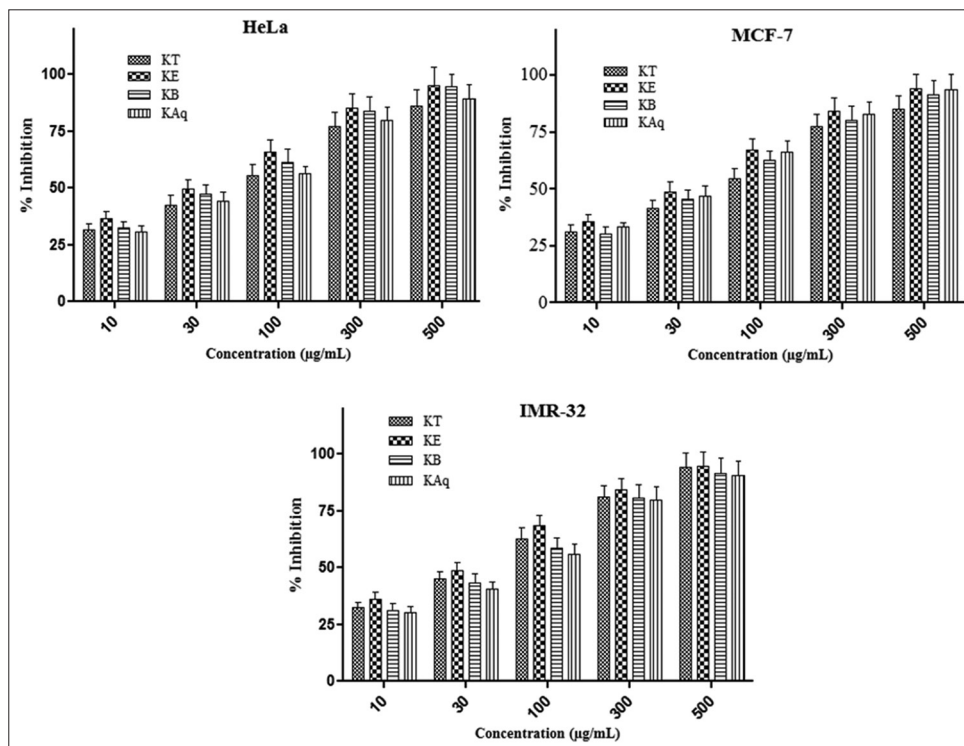 HeLa
KT
KE
KB
KAq
100
75
50
25
0
% Inhibition
10
30
100
300
500
Concentration (µg/mL)
MCF-7
KT
KE
KB
KAq
100
75
50
25
0
% Inhibition
10
30
100
300
500
Concentration (µg/mL)
IMR-32
KT
KE
KB
KAq
100
75
50
25
0
% Inhibition
10
30
100
300
500
Concentration (µg/mL)